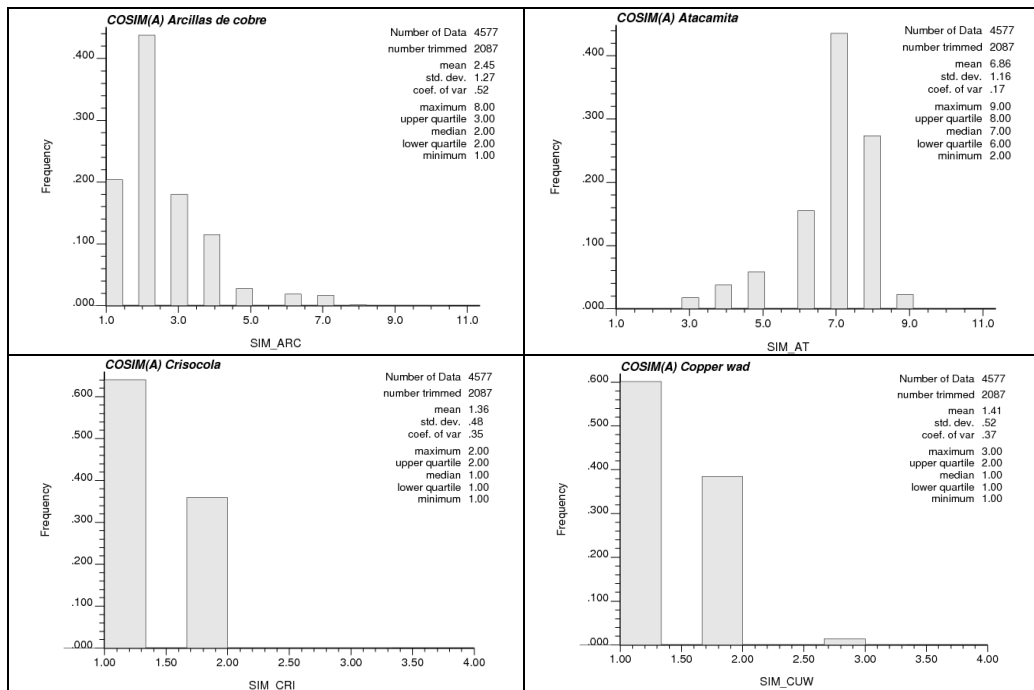 COSIM(A) Arcillas de cobre
Number of Data 4577
number trimmed 2087
mean 2.45
std. dev. 1.27
coef. of var .52
maximum 8.00
upper quartile 3.00
median 2.00
lower quartile 2.00
minimum 1.00
Frequency
.400
.300
.200
.100
.000
1.0 3.0 5.0 7.0 9.0 11.0
SIM_ARC
COSIM(A) Atacamita
Number of Data 4577
number trimmed 2087
mean 6.86
std. dev. 1.16
coef. of var .17
maximum 9.00
upper quartile 8.00
median 7.00
lower quartile 6.00
minimum 2.00
Frequency
.400
.300
.200
.100
.000
1.0 3.0 5.0 7.0 9.0 11.0
SIM_AT
COSIM(A) Crisocola
Number of Data 4577
number trimmed 2087
mean 1.36
std. dev. .48
coef. of var .35
maximum 2.00
upper quartile 2.00
median 1.00
lower quartile 1.00
minimum 1.00
Frequency
.600
.500
.400
.300
.200
.100
.000
1.00 2.00 3.00 3.00 4.00
SIM_CRI
COSIM(A) Copper wad
Number of Data 4577
number trimmed 2087
mean 1.41
std. dev. .52
coef. of var .37
maximum 3.00
upper quartile 2.00
median 1.00
lower quartile 1.00
minimum 1.00
Frequency
.600
.500
.400
.300
.200
.100
.000
1.00 1.50 2.00 2.50 3.00 3.50 4.00
SIM_CUW